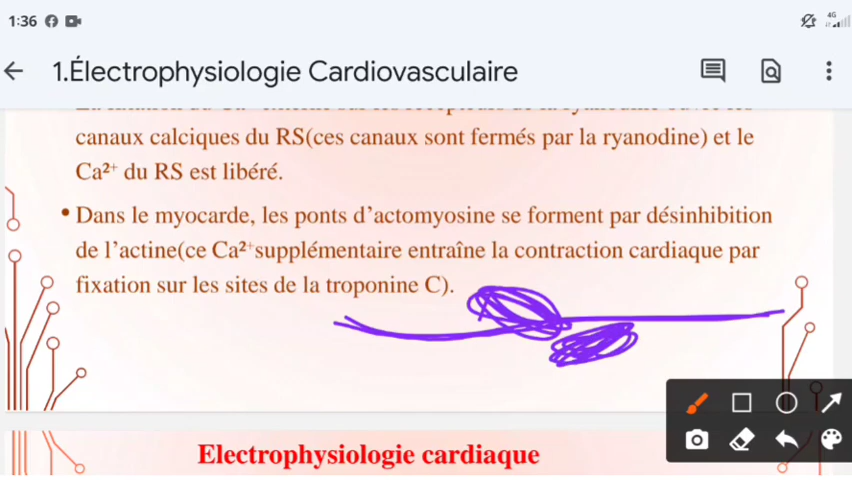 1:36
4G
1.Électrophysiologie Cardiovasculaire
canaux calciques du RS(ces canaux sont fermés par la ryanodine) et le
Ca²⁺ du RS est libéré.
• Dans le myocarde, les ponts d’actomyosine se forment par désinhibition
de l’actine(ce Ca²⁺supplémentaire entraîne la contraction cardiaque par
fixation sur les sites de la troponine C).
Electrophysiologie cardiaque